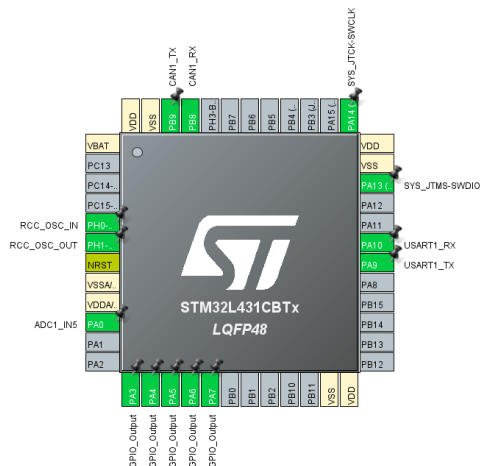 CAN1_TX
CAN1_RX
SYS_JTCK-SWCLK
VDD
VSS
PB9
PB8
PH3-B..
PB7
PB6
PB5
PB4 (..
PB3 (J..
PA15 (..
PA14 (..
VBAT
PC13
PC14-..
PC15-..
RCC_OSC_IN
PH0-..
RCC_OSC_OUT
PH1-..
NRST
VSSA/..
VDDA/..
ADC1_IN5
PA0
PA1
PA2
STM32L431CBTx
LQFP48
VDD
VSS
PA13 (..
SYS_JTMS-SWDIO
PA12
PA11
PA10
USART1_RX
PA9
USART1_TX
PA8
PB15
PB14
PB13
PB12
PA3
PA4
PA5
PA6
PA7
PB0
PB1
PB2
PB10
PB11
VSS
VDD
GPIO_Output
GPIO_Output
GPIO_Output
GPIO_Output
GPIO_Output